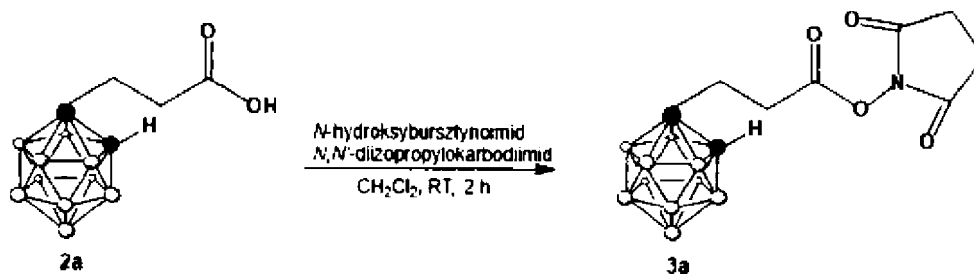 O
OH
H
2a
N-hydroksybursztynoimid
N,N'-diizopropylokarbodiimid
CH2Cl2, RT, 2 h
O
O
N
O
O
H
3a